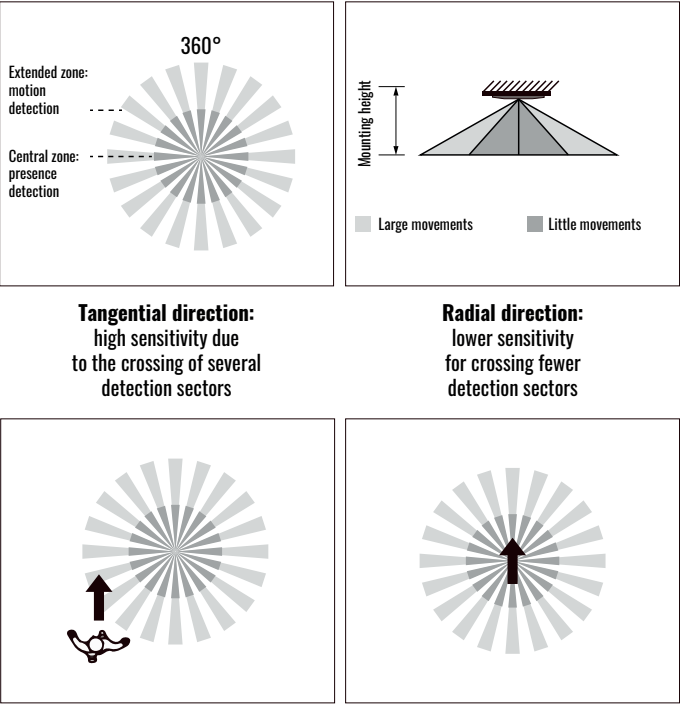 360°
Extended zone:
motion
detection
Central zone:
presence
detection
Mounting height
Large movements
Little movements
Tangential direction:
high sensitivity due
to the crossing of several
detection sectors
Radial direction:
lower sensitivity
for crossing fewer
detection sectors